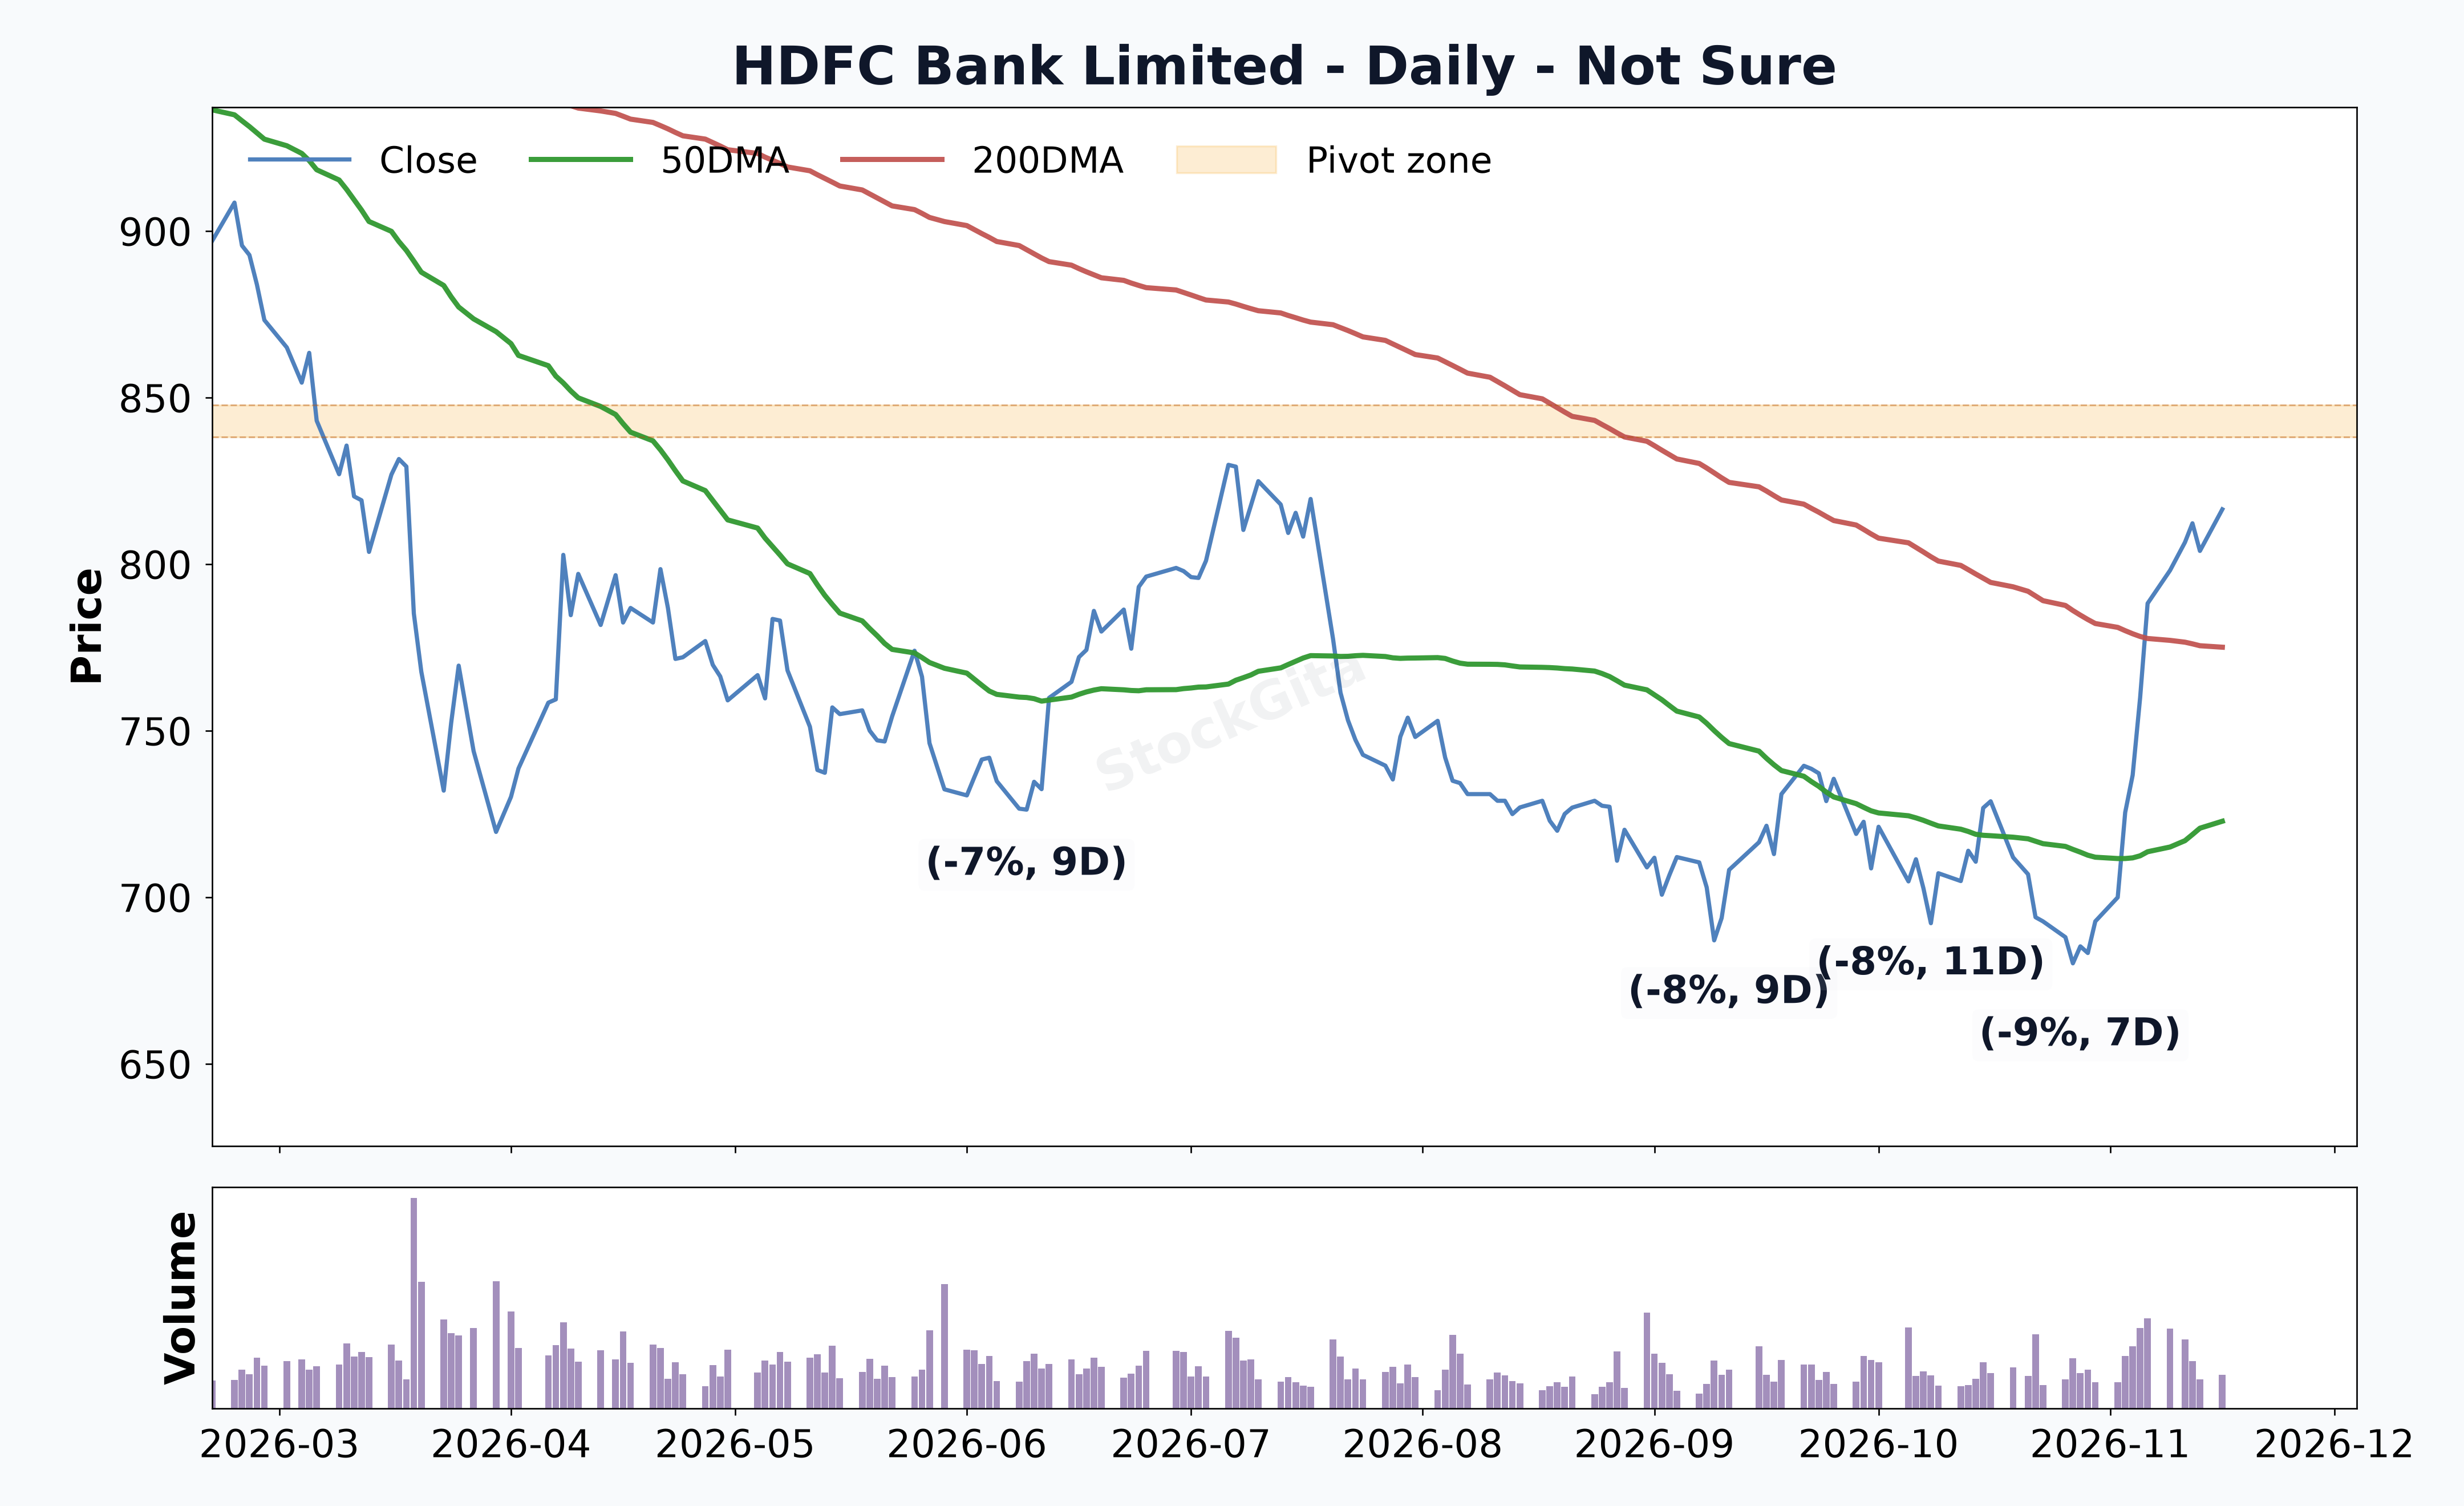 HDFC Bank Limited - Daily - Not Sure
Close 50DMA 200DMA Pivot zone
900
850
800
750
700
650
Price
StockGita
(-7%, 9D)
(-8%, 11D)
(-8%, 9D)
(-9%, 7D)
Volume
2026-03 2026-04 2026-05 2026-06 2026-07 2026-08 2026-09 2026-10 2026-11 2026-12